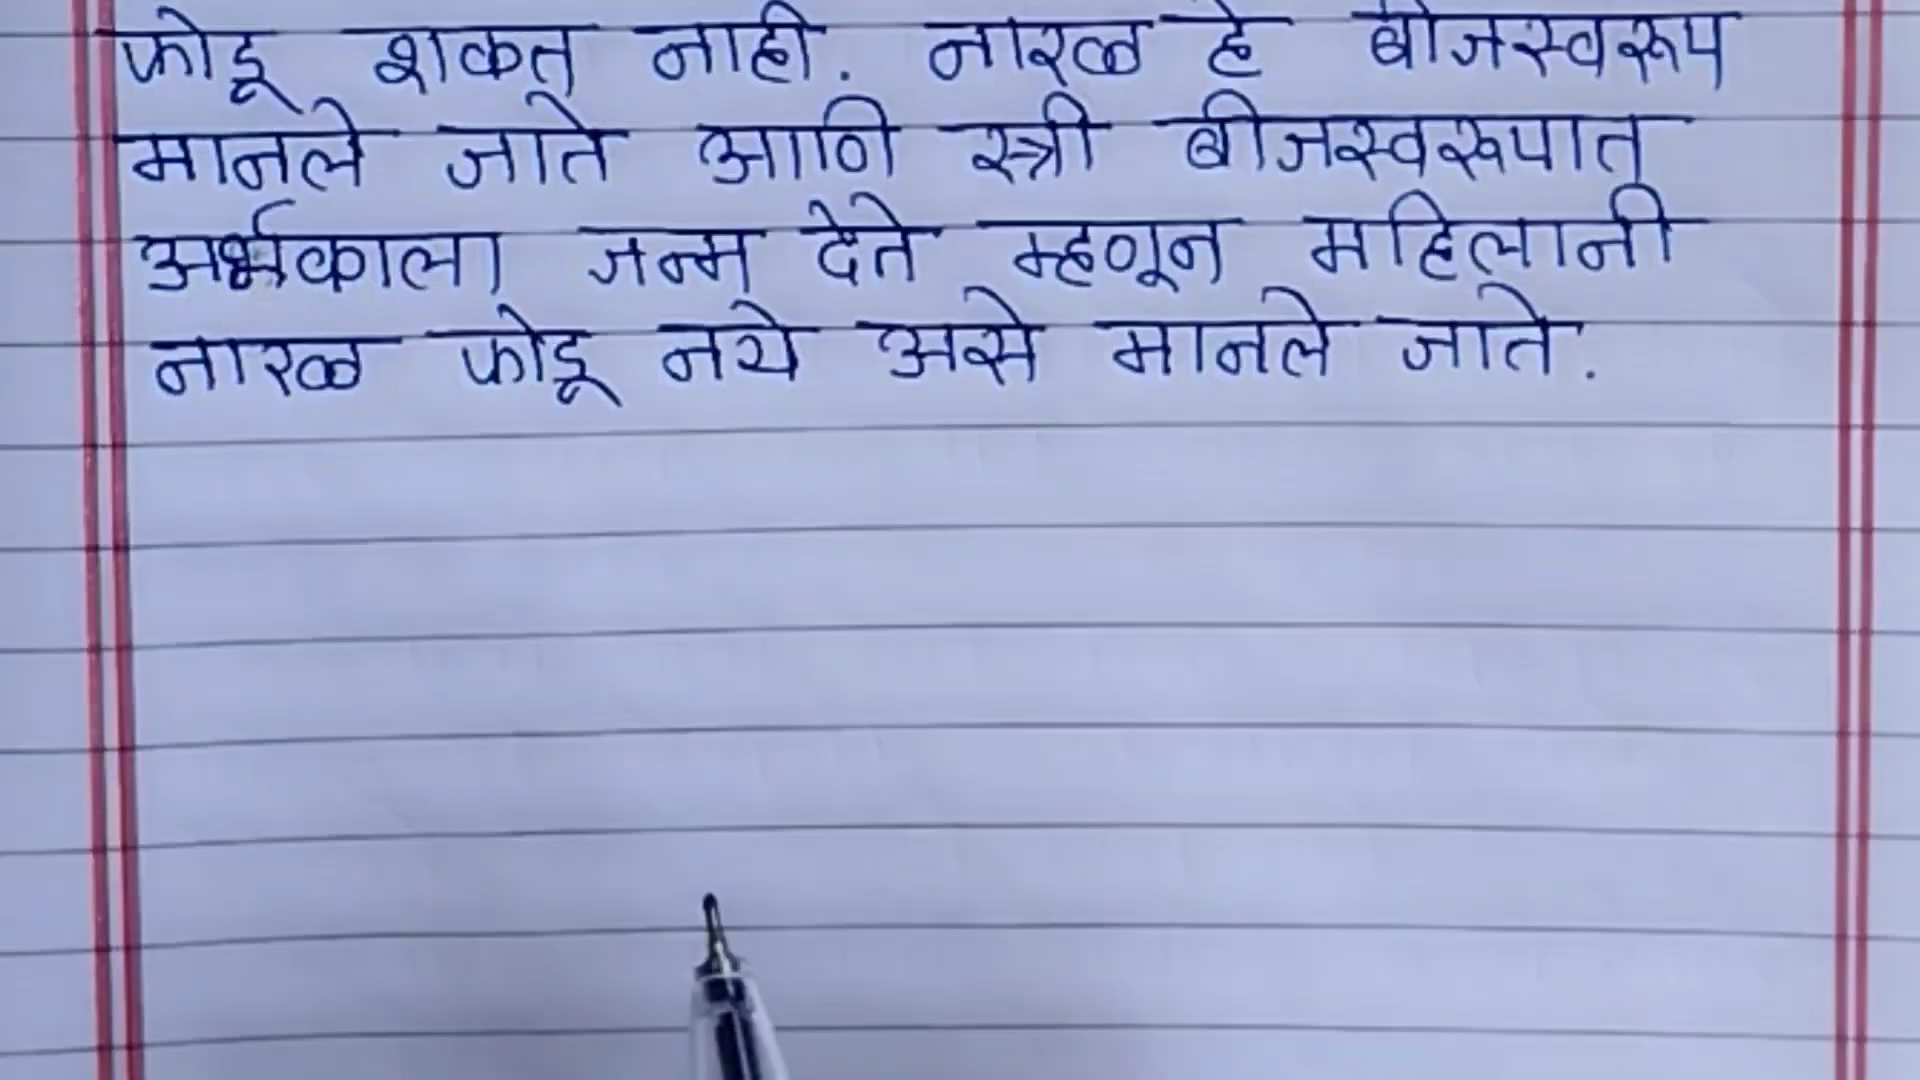 फोडू शकत नाही. नारळ हे बीजस्वरूप
मानले जाते आणि स्त्री बीजस्वरूपात
अर्भकाला जन्म देते म्हणून महिलानी
नारळ फोडू नये असे मानले जाते.